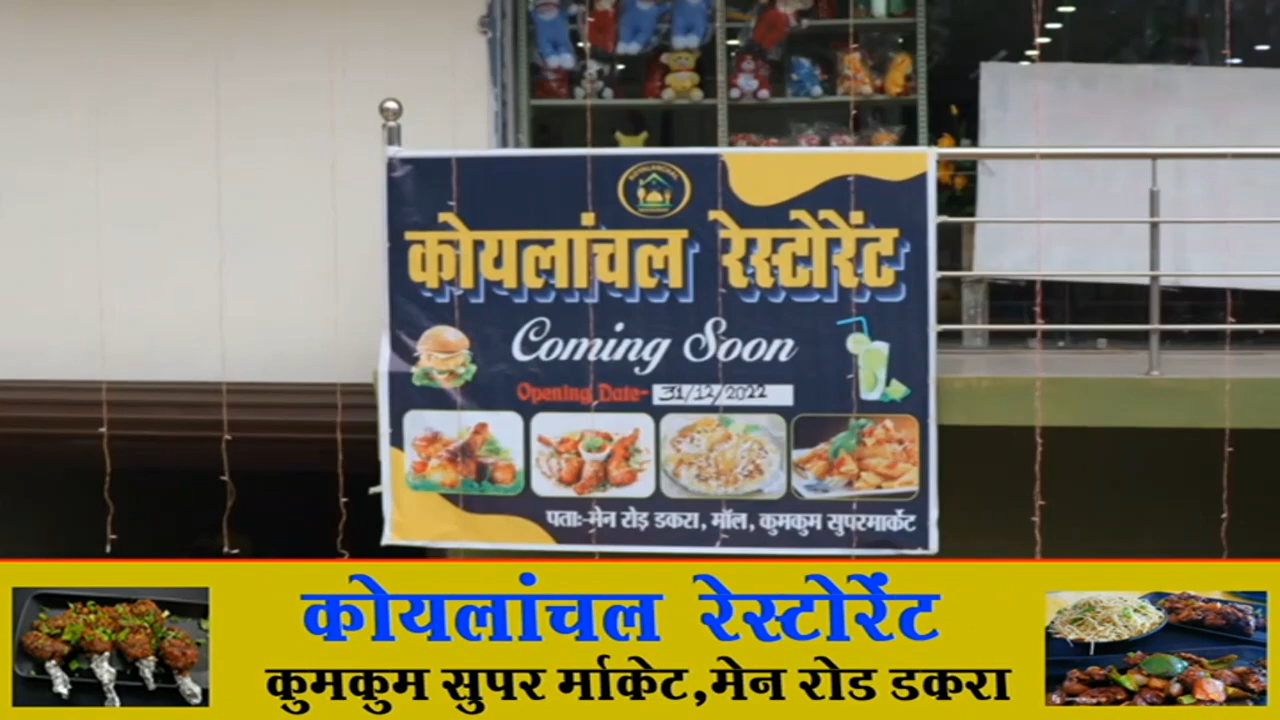 कोयलांचल रेस्टोरेंट
Coming Soon
Opening Date- 31/12/2022
पता:-मेन रोड़ डकरा, मॉल, कुमकुम सुपरमार्केट
कोयलांचल रेस्टोरेंट
कुमकुम सुपर मार्केट,मेन रोड डकरा